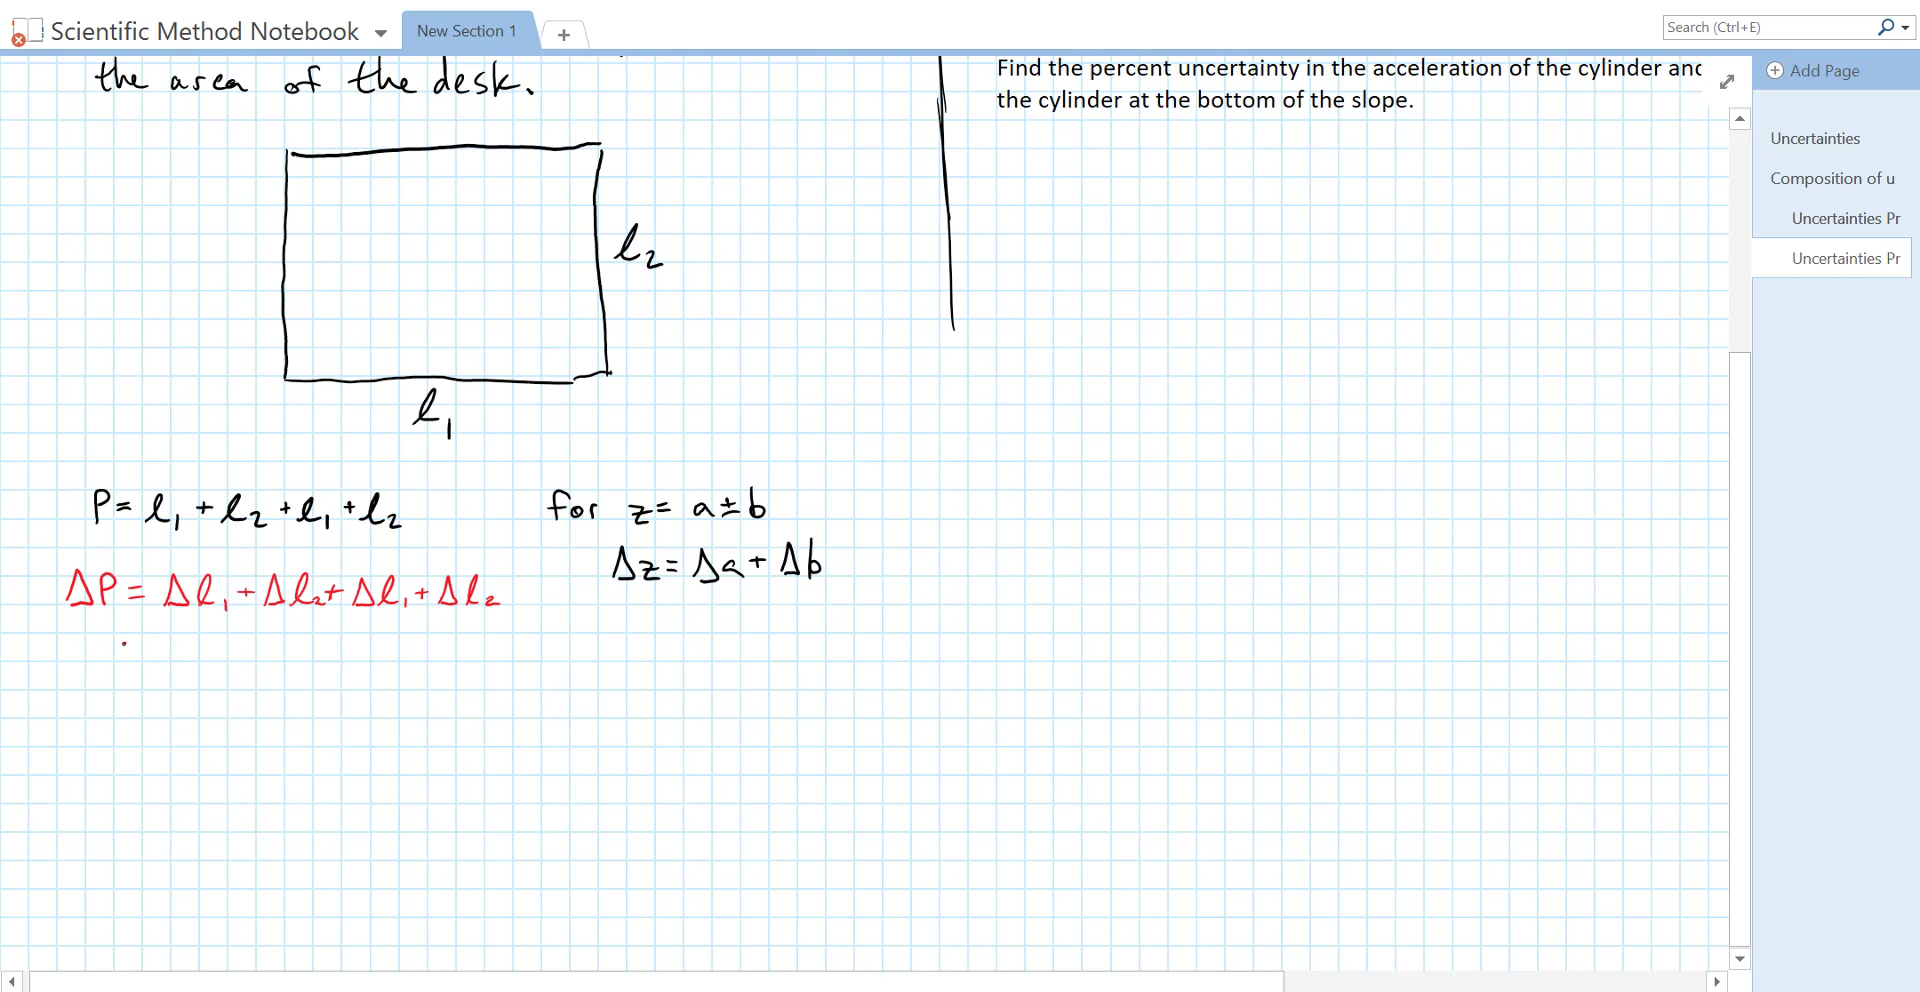 Scientific Method Notebook
New Section 1
+
Search (Ctrl+E)
the area of the desk.
l₂
l₁
P = l₁ + l₂ + l₁ + l₂
for z = a ± b
Δz = Δa + Δb
ΔP = Δl₁ + Δl₂ + Δl₁ + Δl₂
Find the percent uncertainty in the acceleration of the cylinder and
the cylinder at the bottom of the slope.
Add Page
Uncertainties
Composition of u
Uncertainties Pr
Uncertainties Pr